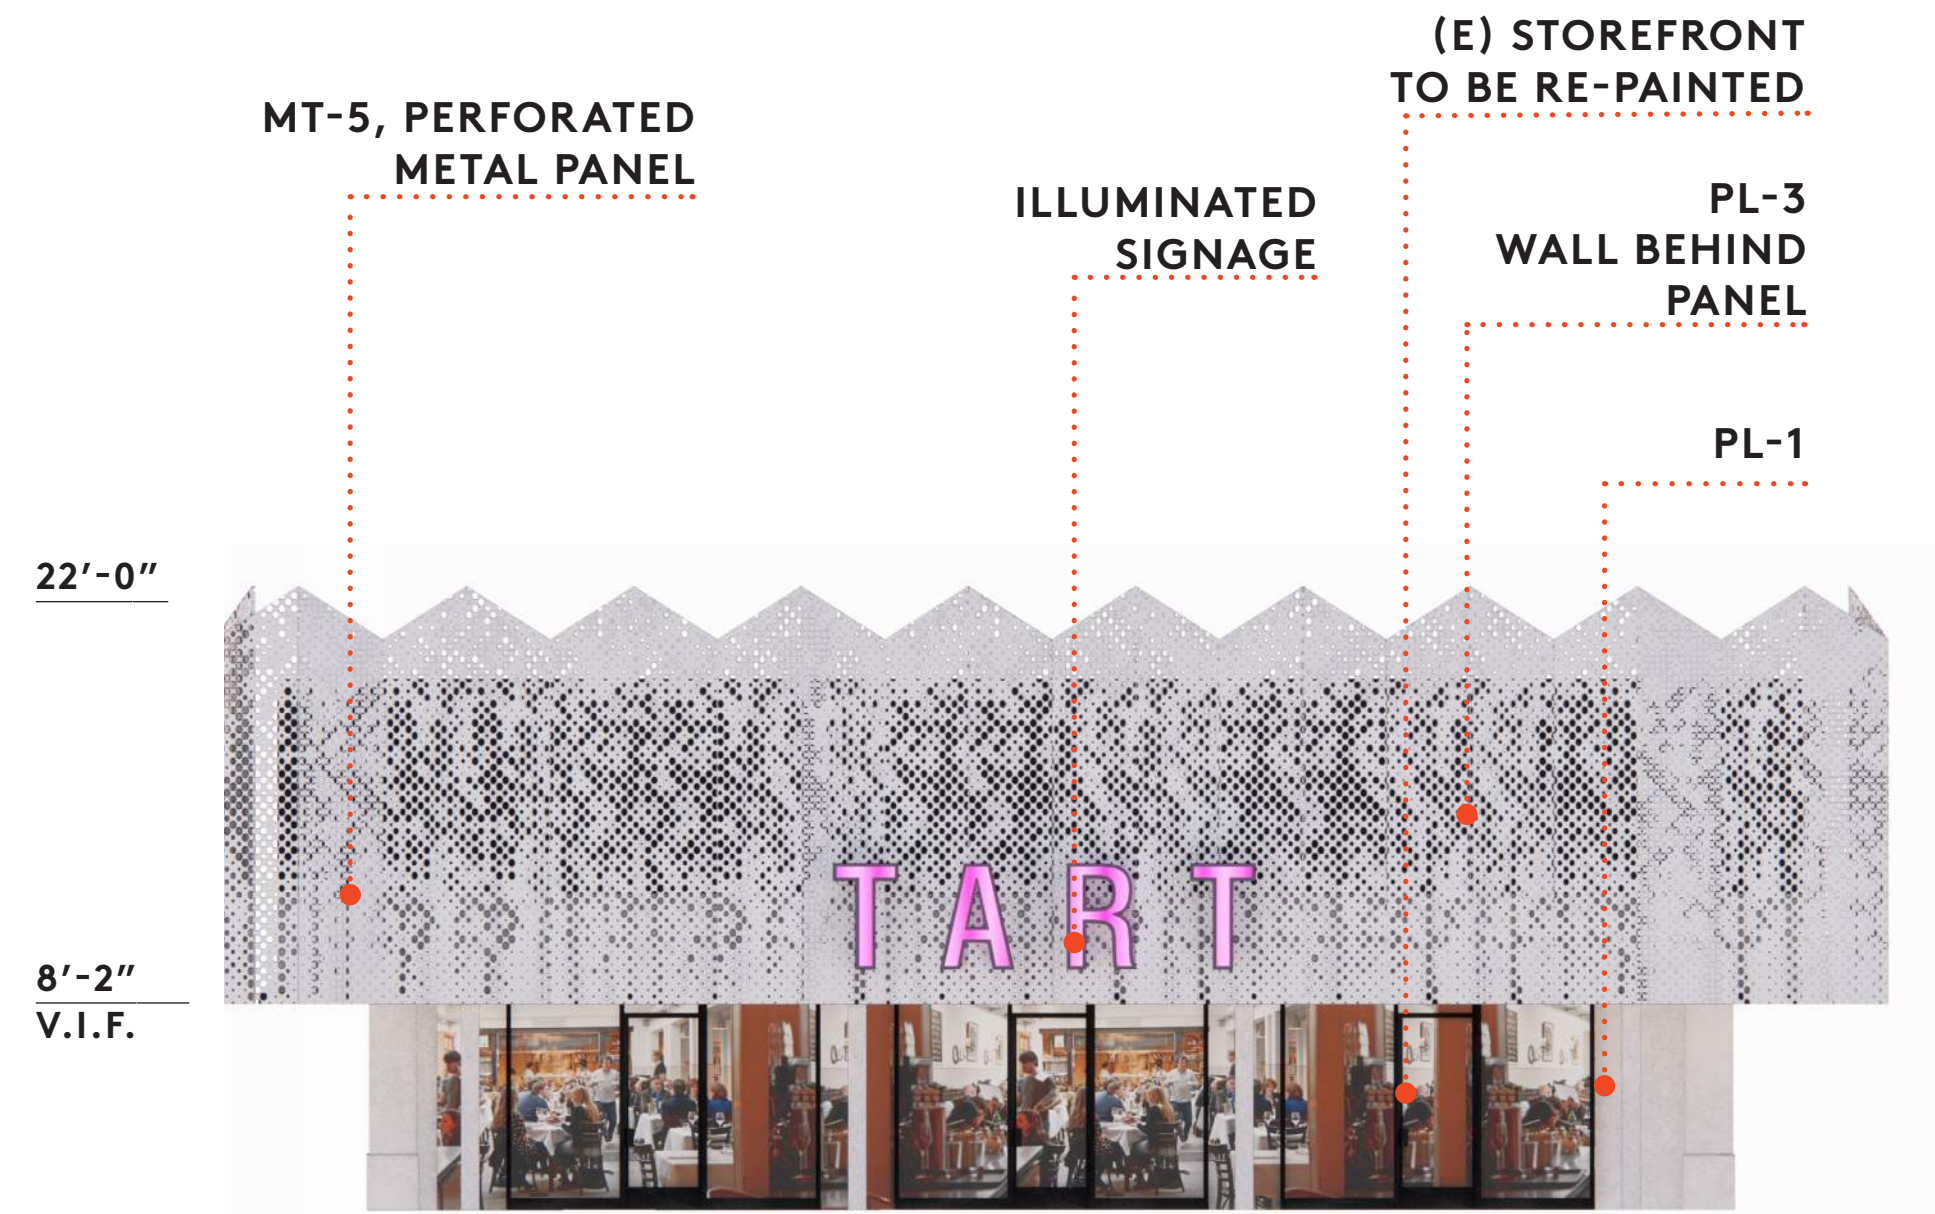 (E) STOREFRONT
TO BE RE-PAINTED
MT-5, PERFORATED
METAL PANEL
ILLUMINATED
SIGNAGE
PL-3
WALL BEHIND
PANEL
PL-1
22'-0"
8'-2"
V.I.F.
TART